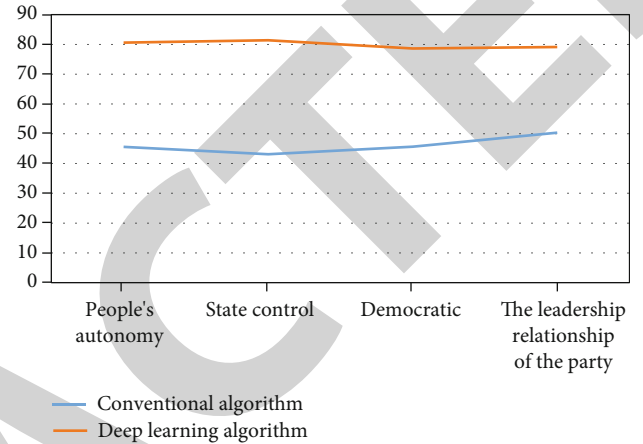 90
80
70
60
50
40
30
20
10
0
People's
autonomy
State control
Democratic
The leadership
relationship
of the party
Conventional algorithm
Deep learning algorithm